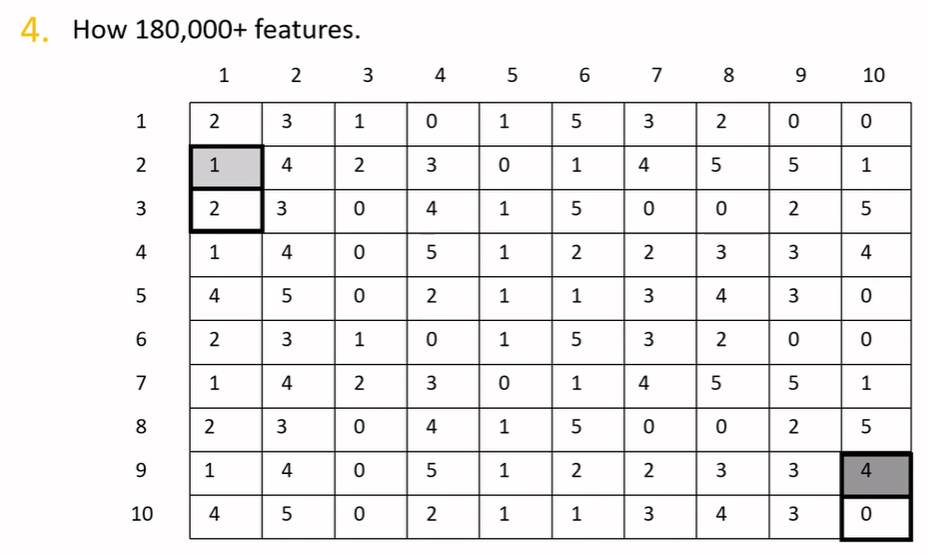 4. How 180,000+ features.
1 2 3 4 5 6 7 8 9 10
1 2 3 1 0 1 5 3 2 0 0
2 1 4 2 3 0 1 4 5 5 1
3 2 3 0 4 1 5 0 0 2 5
4 1 4 0 5 1 2 2 3 3 4
5 4 5 0 2 1 1 3 4 3 0
6 2 3 1 0 1 5 3 2 0 0
7 1 4 2 3 0 1 4 5 5 1
8 2 3 0 4 1 5 0 0 2 5
9 1 4 0 5 1 2 2 3 3 4
10 4 5 0 2 1 1 3 4 3 0